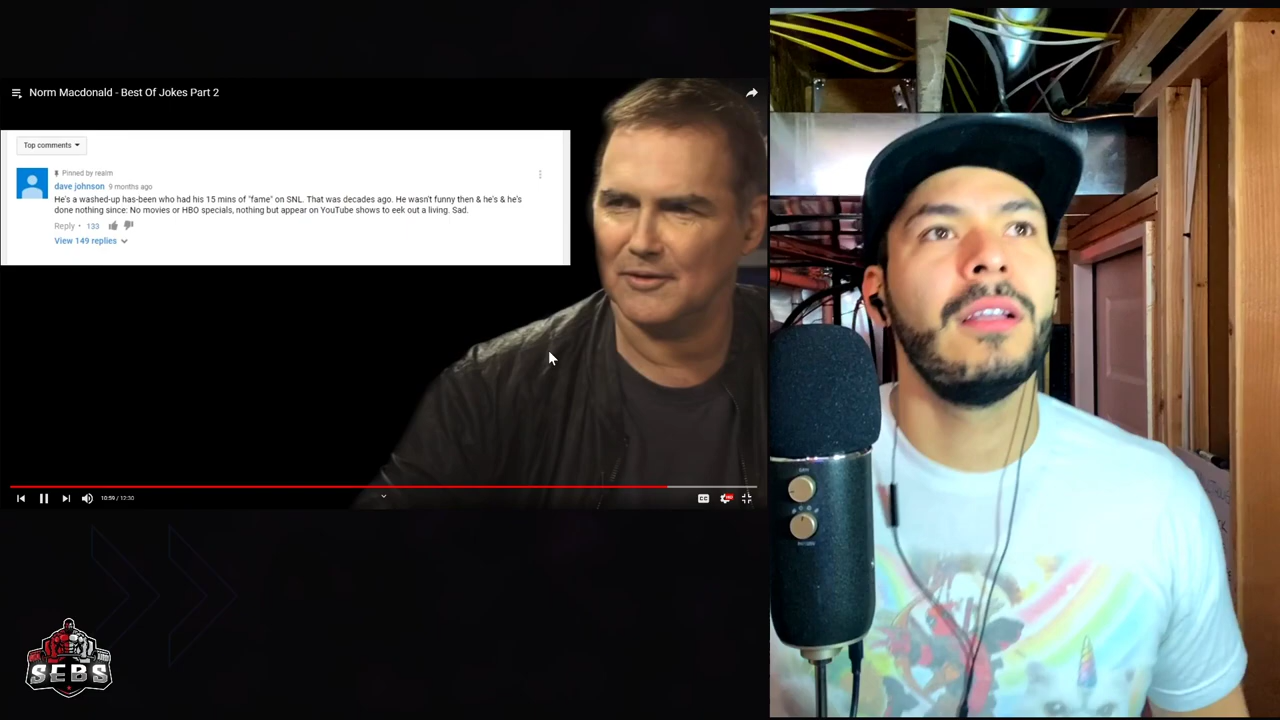 Norm Macdonald - Best Of Jokes Part 2
Top comments
Pinned by realm
dave johnson 9 months ago
He's a washed-up has-been who had his 15 mins of "fame" on SNL. That was decades ago. He wasn't funny then & he's & he's
done nothing since: No movies or HBO specials, nothing but appear on YouTube shows to eek out a living. Sad.
Reply • 133
View 149 replies
10:59 / 12:30
CC
HD
SEBS